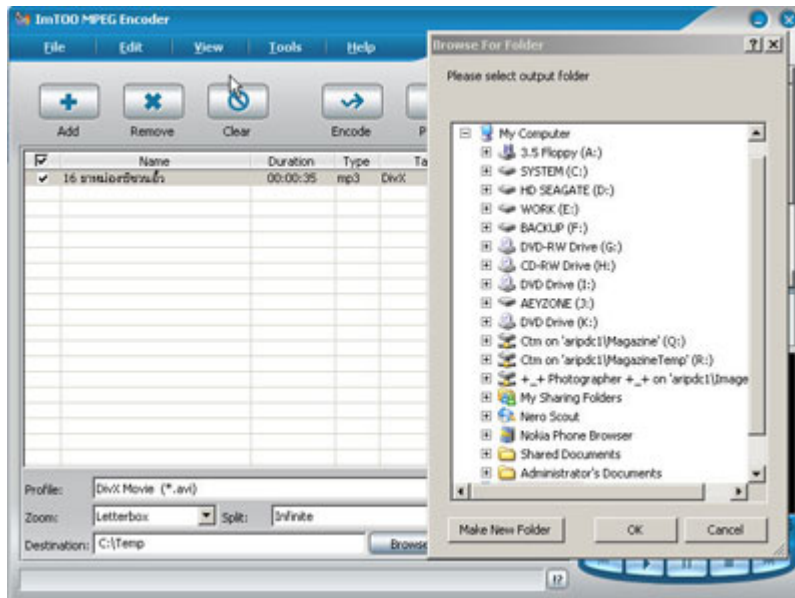 ImTOO MPEG Encoder
File Edit View Tools Help
Add Remove Clear Encode
Name Duration Type
16 00:00:35 mp3 DivX
Profile: DivX Movie (*.avi)
Zoom: Letterbox Split: Infinite
Destination: C:\Temp Browse
Browse For Folder
Please select output folder
My Computer
3.5 Floppy (A:)
SYSTEM (C:)
HD SEAGATE (D:)
WORK (E:)
BACKUP (F:)
DVD-RW Drive (G:)
CD-RW Drive (H:)
DVD Drive (I:)
AEYZONE (J:)
DVD Drive (K:)
Ctm on 'aripdc1\Magazine' (Q:)
Ctm on 'aripdc1\MagazineTemp' (R:)
+_+ Photographer +_+ on 'aripdc1\Image
My Sharing Folders
Nero Scout
Nokia Phone Browser
Shared Documents
Administrator's Documents
Make New Folder OK Cancel